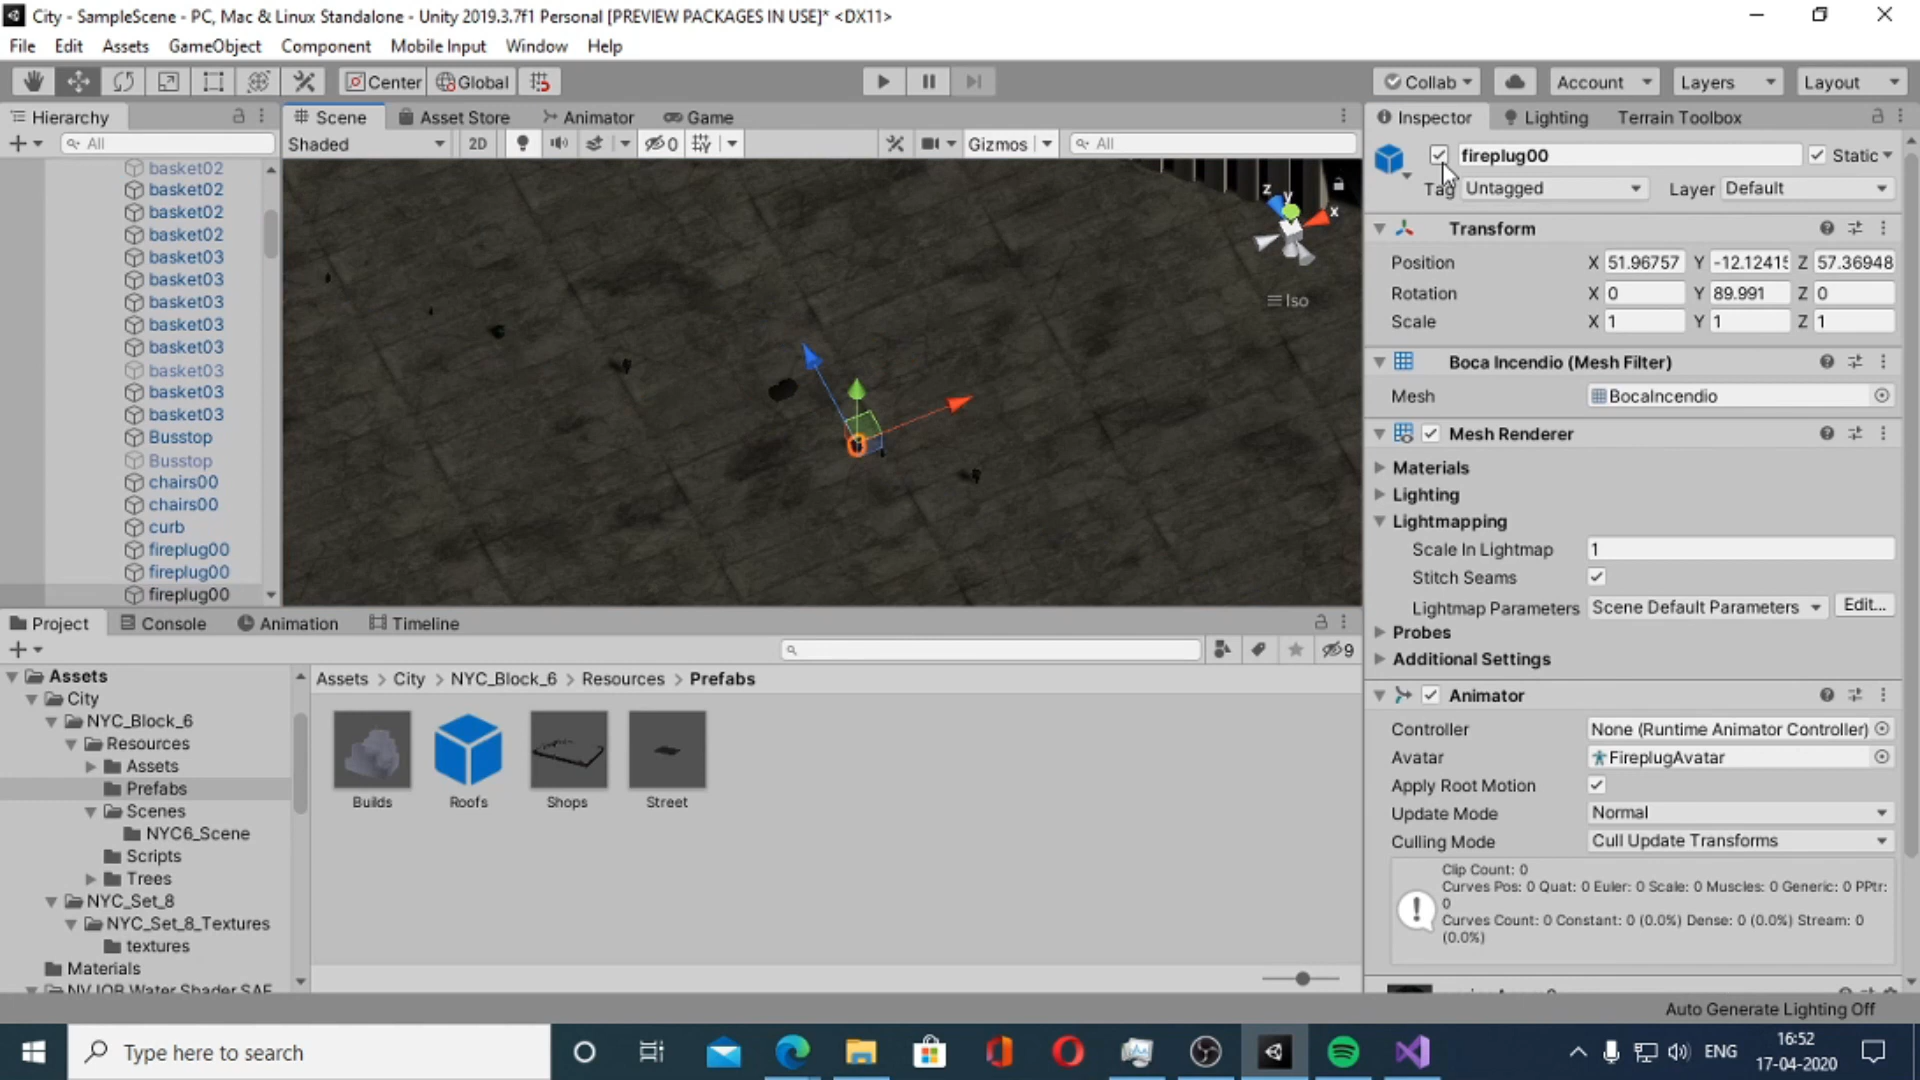 City - SampleScene - PC, Mac & Linux Standalone - Unity 2019.3.7f1 Personal [PREVIEW PACKAGES IN USE]* <DX11>
File Edit Assets GameObject Component Mobile Input Window Help
Center Global Collab Account Layers Layout
Hierarchy Scene Asset Store Animator Game Inspector Lighting Terrain Toolbox
All Shaded 2D 0 Gizmos All
fireplug00 Static
Tag Untagged Layer Default
basket02
basket02
basket02
basket02
basket03
basket03
basket03
basket03
basket03
basket03
basket03
basket03
Busstop
Busstop
chairs00
chairs00
curb
fireplug00
fireplug00
fireplug00
z y x
Iso
Transform
Position X 51.96757 Y -12.12415 Z 57.36948
Rotation X 0 Y 89.991 Z 0
Scale X 1 Y 1 Z 1
Boca Incendio (Mesh Filter)
Mesh BocaIncendio
Mesh Renderer
Materials
Lighting
Lightmapping
Scale In Lightmap 1
Stitch Seams
Lightmap Parameters Scene Default Parameters Edit...
Probes
Additional Settings
Animator
Controller None (Runtime Animator Controller)
Avatar FireplugAvatar
Apply Root Motion
Update Mode Normal
Culling Mode Cull Update Transforms
Clip Count: 0
Curves Pos: 0 Quat: 0 Euler: 0 Scale: 0 Muscles: 0 Generic: 0 PPtr:
0
Curves Count: 0 Constant: 0 (0.0%) Dense: 0 (0.0%) Stream: 0
(0.0%)
Project Console Animation Timeline
9
Assets
City
NYC_Block_6
Resources
Assets
Prefabs
Scenes
NYC6_Scene
Scripts
Trees
NYC_Set_8
NYC_Set_8_Textures
textures
Materials
Assets > City > NYC_Block_6 > Resources > Prefabs
Builds Roofs Shops Street
Auto Generate Lighting Off
Type here to search
ENG
16:52
17-04-2020